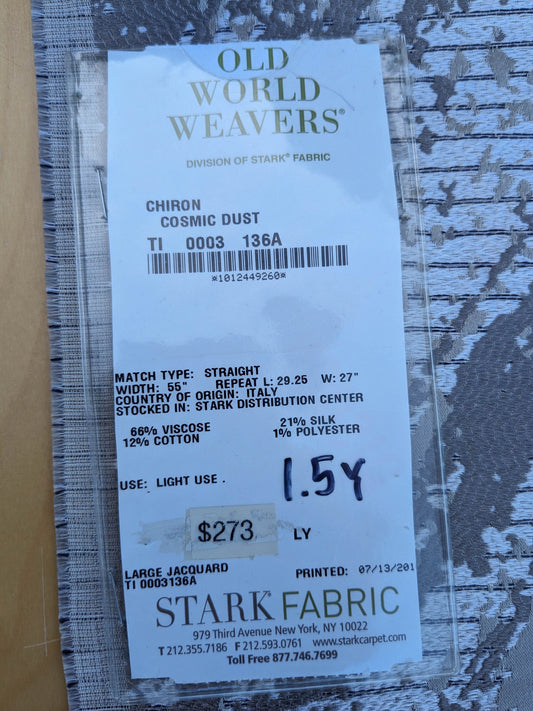 OLD
WORLD
WEAVERS®
DIVISION OF STARK® FABRIC
CHIRON
COSMIC DUST
TI 0003 136A
*1012449260*
MATCH TYPE: STRAIGHT
WIDTH: 55" REPEAT L: 29.25 W: 27"
COUNTRY OF ORIGIN: ITALY
STOCKED IN: STARK DISTRIBUTION CENTER
66% VISCOSE 21% SILK
12% COTTON 1% POLYESTER
USE: LIGHT USE .
1.5Y
$273 LY
LARGE JACQUARD PRINTED: 07/13/201
TI 0003136A
STARK® FABRIC
979 Third Avenue New York, NY 10022
T 212.355.7186 F 212.593.0761 www.starkcarpet.com
Toll Free 877.746.7699